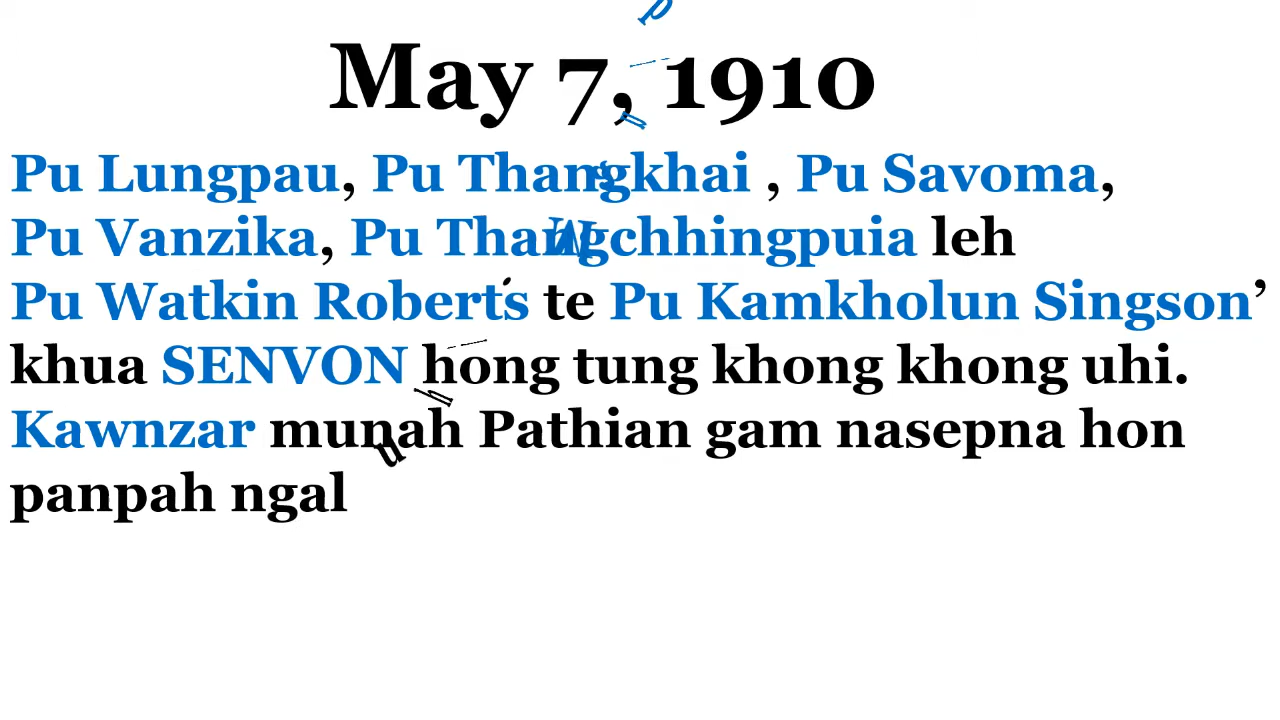 May 7, 1910
Pu Lungpau, Pu Thangkhai , Pu Savoma,
Pu Vanzika, Pu Thangchhingpuia leh
Pu Watkin Roberts te Pu Kamkholun Singson’
khua SENVON hong tung khong khong uhi.
Kawnzar munah Pathian gam nasepna hon
panpah ngal